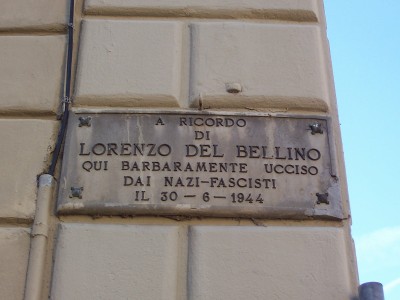 A RICORDO
DI
LORENZO DEL BELLINO
QUI BARBARAMENTE UCCISO
DAI NAZI-FASCISTI
IL 30-6-1944